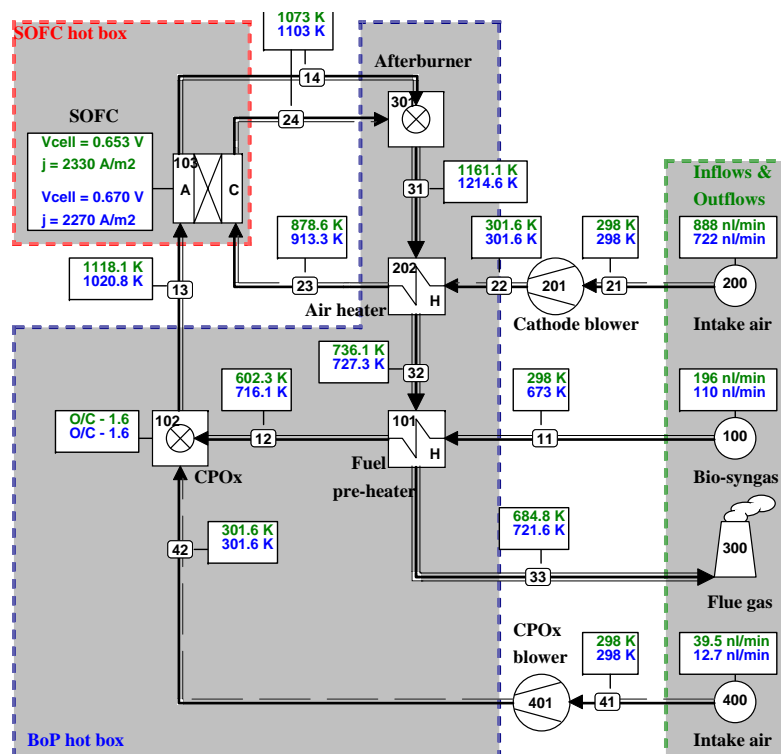 1073 K
1103 K
SOFC hot box
Afterburner
14
301
SOFC
24
Vcell = 0.653 V
j = 2330 A/m2
Vcell = 0.670 V
j = 2270 A/m2
103
A
C
31
1161.1 K
1214.6 K
Inflows &
Outflows
878.6 K
913.3 K
301.6 K
301.6 K
298 K
298 K
888 nl/min
722 nl/min
1118.1 K
1020.8 K
13
23
202
H
22
201
21
200
Air heater
Cathode blower
Intake air
736.1 K
727.3 K
32
602.3 K
716.1 K
298 K
673 K
196 nl/min
110 nl/min
O/C - 1.6
O/C - 1.6
102
12
101
H
11
100
CPOx
Fuel
pre-heater
Bio-syngas
301.6 K
301.6 K
42
684.8 K
721.6 K
33
300
Flue gas
CPOx
blower
298 K
298 K
39.5 nl/min
12.7 nl/min
401
41
400
BoP hot box
Intake air